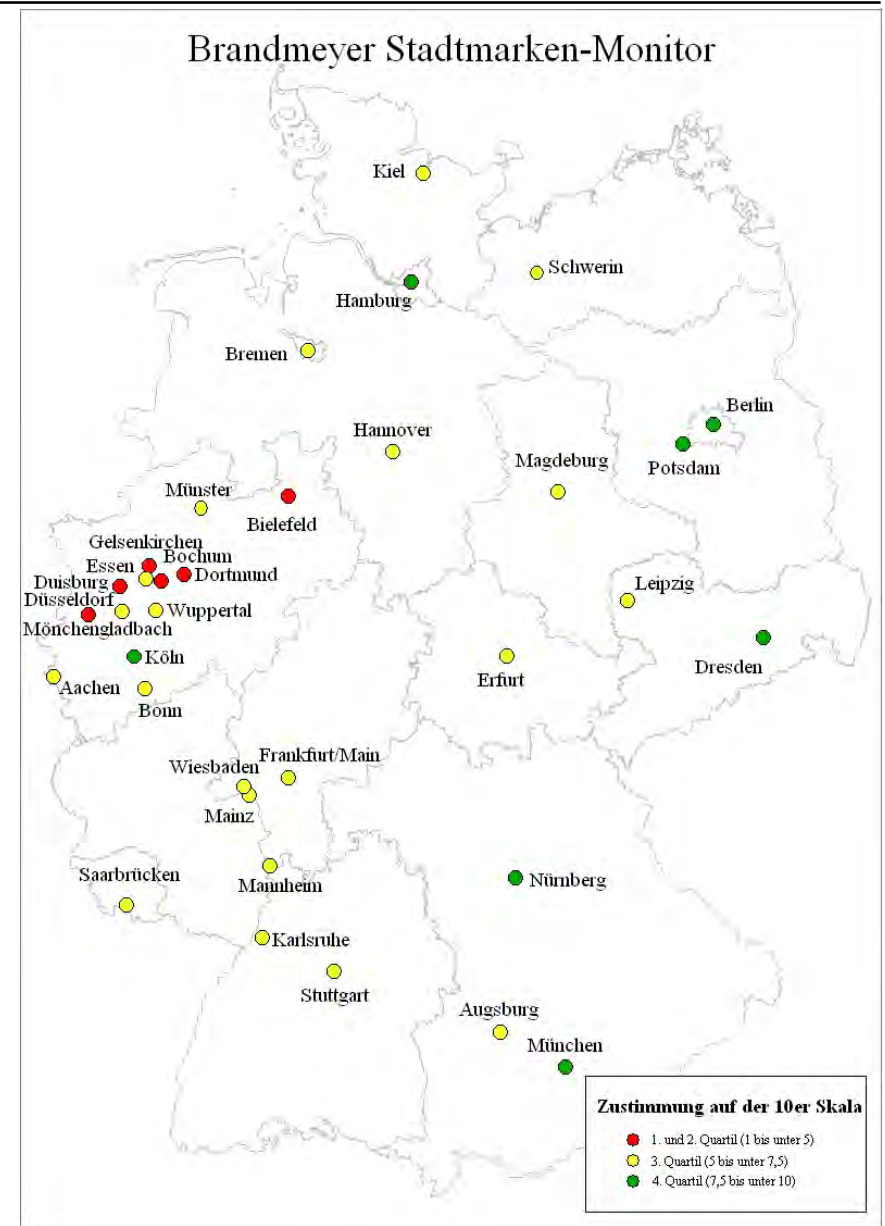 Brandmeyer Stadtmarken-Monitor
Kiel
Schwerin
Hamburg
Bremen
Berlin
Hannover
Potsdam
Magdeburg
Münster
Bielefeld
Gelsenkirchen
Bochum
Essen
Dortmund
Duisburg
Düsseldorf
Wuppertal
Mönchengladbach
Leipzig
Köln
Dresden
Aachen
Erfurt
Bonn
Frankfurt/Main
Wiesbaden
Mainz
Saarbrücken
Mannheim
Nürnberg
Karlsruhe
Stuttgart
Augsburg
München
Zustimmung auf der 10er Skala
1. und 2. Quartil (1 bis unter 5)
3. Quartil (5 bis unter 7,5)
4. Quartil (7,5 bis unter 10)